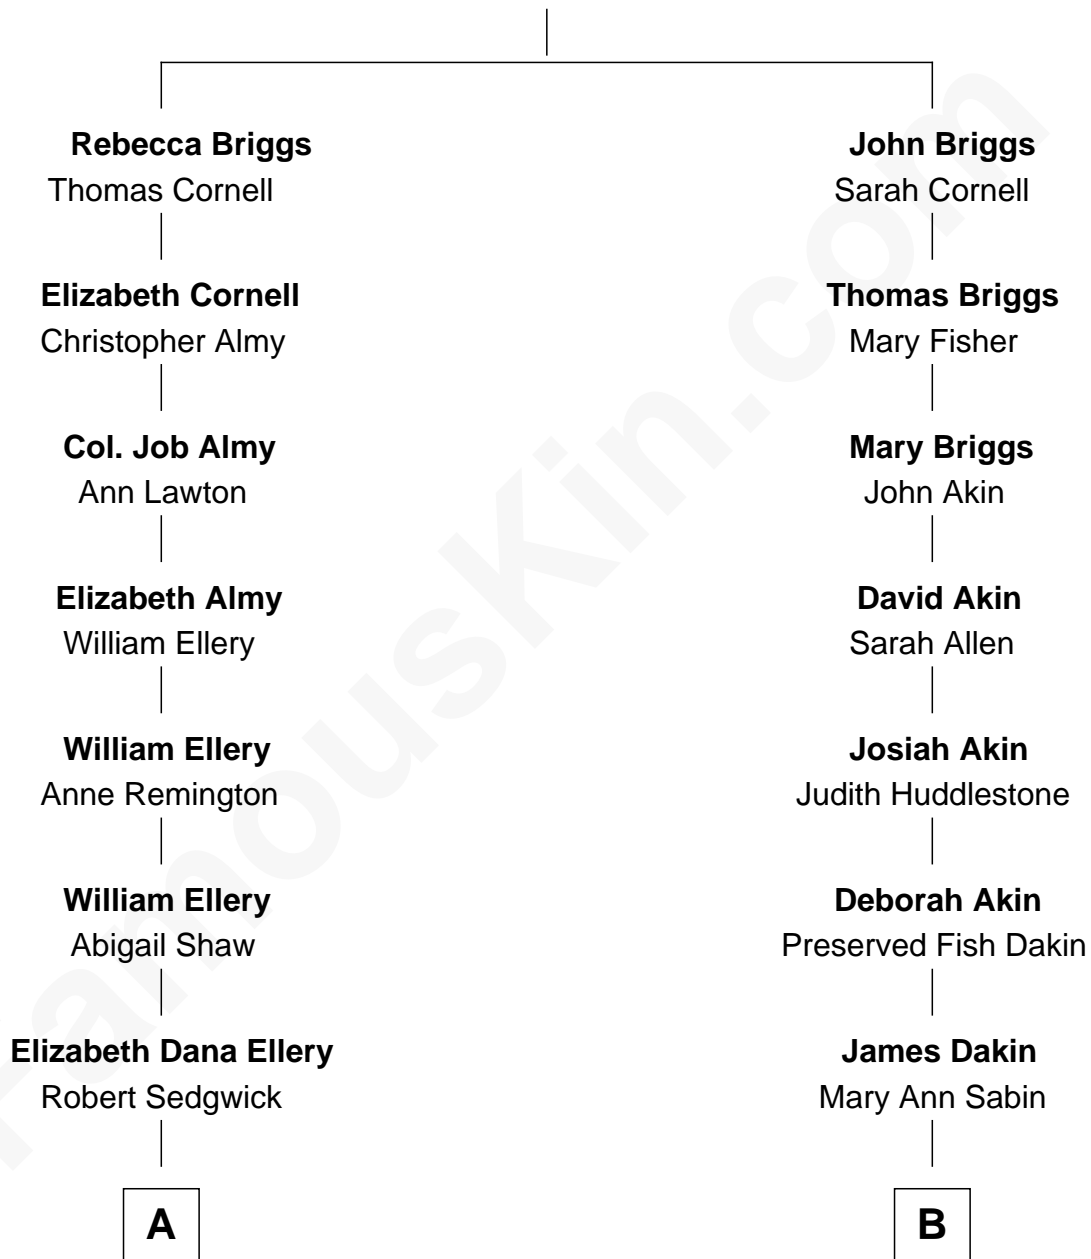 Rebecca Briggs
Thomas Cornell
John Briggs
Sarah Cornell
Elizabeth Cornell
Christopher Almy
Thomas Briggs
Mary Fisher
Col. Job Almy
Ann Lawton
Mary Briggs
John Akin
Elizabeth Almy
William Ellery
David Akin
Sarah Allen
William Ellery
Anne Remington
Josiah Akin
Judith Huddlestone
William Ellery
Abigail Shaw
Deborah Akin
Preserved Fish Dakin
Elizabeth Dana Ellery
Robert Sedgwick
James Dakin
Mary Ann Sabin
A
B
FamousKin.com